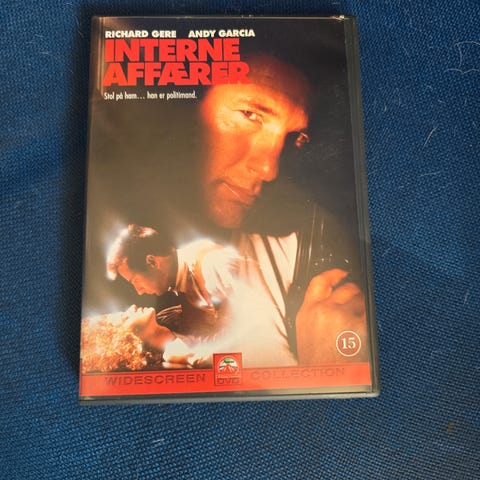 RICHARD GERE ANDY GARCIA
INTERNE
AFFÆRER
Stol på ham... han er politimand.
15
WIDESCREEN DVD COLLECTION